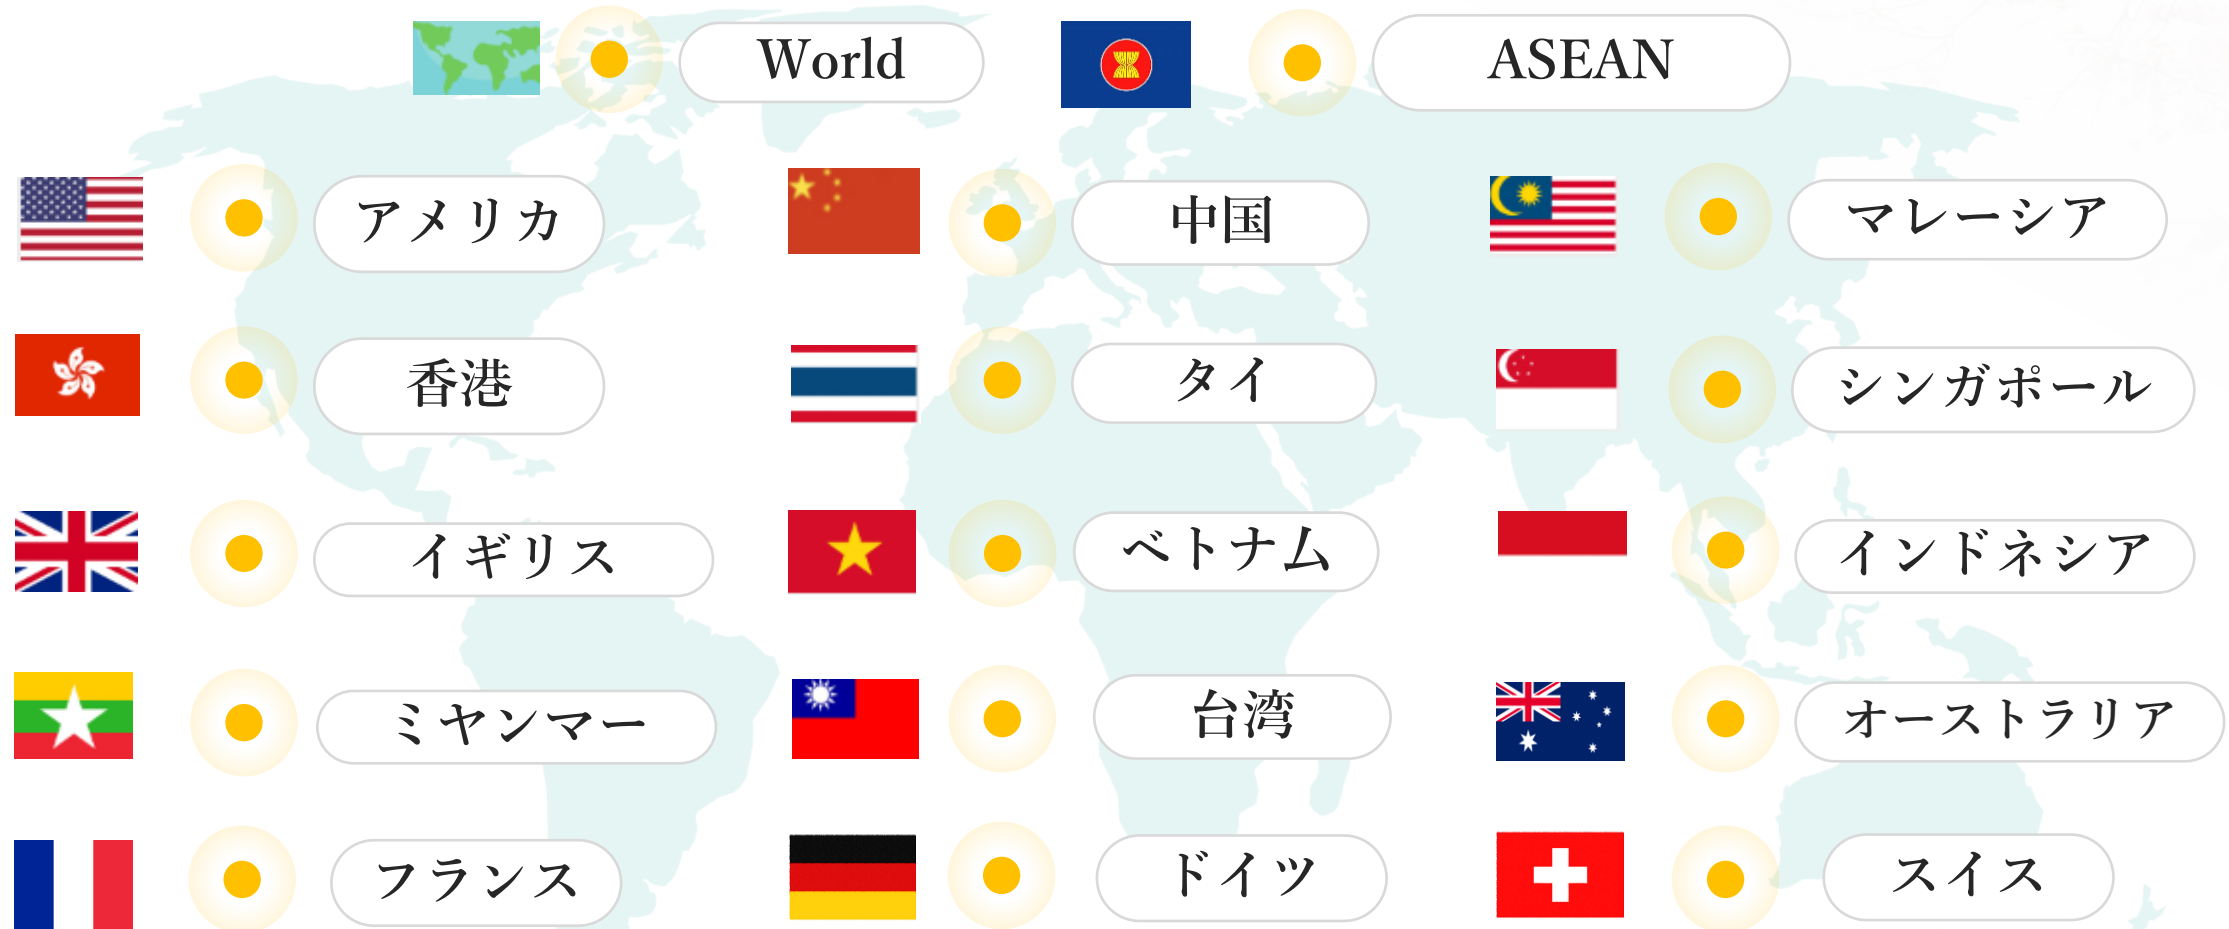 World
ASEAN
アメリカ
中国
マレーシア
香港
タイ
シンガポール
イギリス
ベトナム
インドネシア
ミャンマー
台湾
オーストラリア
フランス
ドイツ
スイス